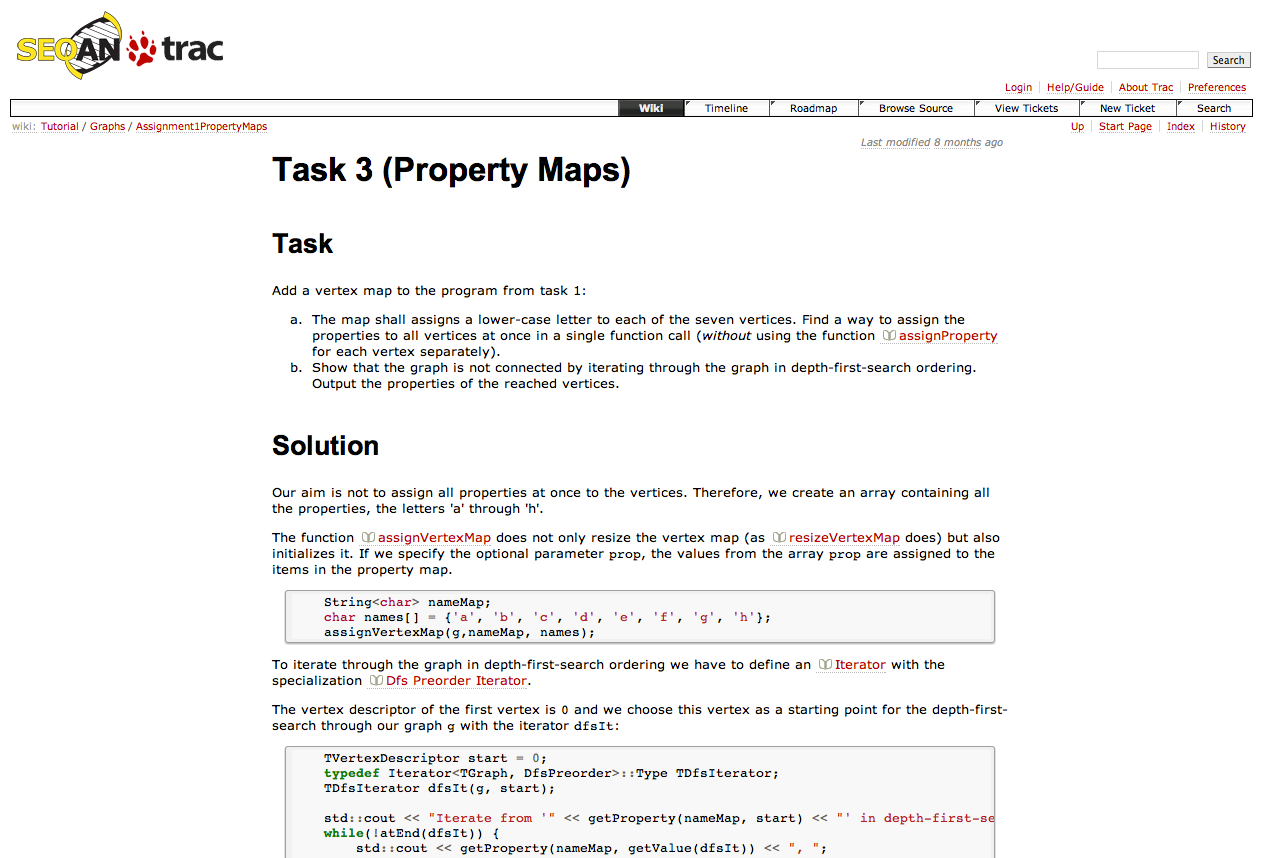 SEQAN trac
Search
Login Help/Guide About Trac Preferences
Wiki Timeline Roadmap Browse Source View Tickets New Ticket Search
wiki: Tutorial / Graphs / Assignment1PropertyMaps
Up Start Page Index History
Last modified 8 months ago
Task 3 (Property Maps)
Task
Add a vertex map to the program from task 1:
a. The map shall assigns a lower-case letter to each of the seven vertices. Find a way to assign the
properties to all vertices at once in a single function call (without using the function assignProperty
for each vertex separately).
b. Show that the graph is not connected by iterating through the graph in depth-first-search ordering.
Output the properties of the reached vertices.
Solution
Our aim is not to assign all properties at once to the vertices. Therefore, we create an array containing all
the properties, the letters 'a' through 'h'.
The function assignVertexMap does not only resize the vertex map (as resizeVertexMap does) but also
initializes it. If we specify the optional parameter prop, the values from the array prop are assigned to the
items in the property map.
String<char> nameMap;
char names[] = {'a', 'b', 'c', 'd', 'e', 'f', 'g', 'h'};
assignVertexMap(g,nameMap, names);
To iterate through the graph in depth-first-search ordering we have to define an Iterator with the
specialization Dfs Preorder Iterator.
The vertex descriptor of the first vertex is 0 and we choose this vertex as a starting point for the depth-first-
search through our graph g with the iterator dfsIt:
TVertexDescriptor start = 0;
typedef Iterator<TGraph, DfsPreorder>::Type TDfsIterator;
TDfsIterator dfsIt(g, start);
std::cout << "Iterate from '" << getProperty(nameMap, start) << "' in depth-first-se
while(!atEnd(dfsIt)) {
std::cout << getProperty(nameMap, getValue(dfsIt)) << ", ";